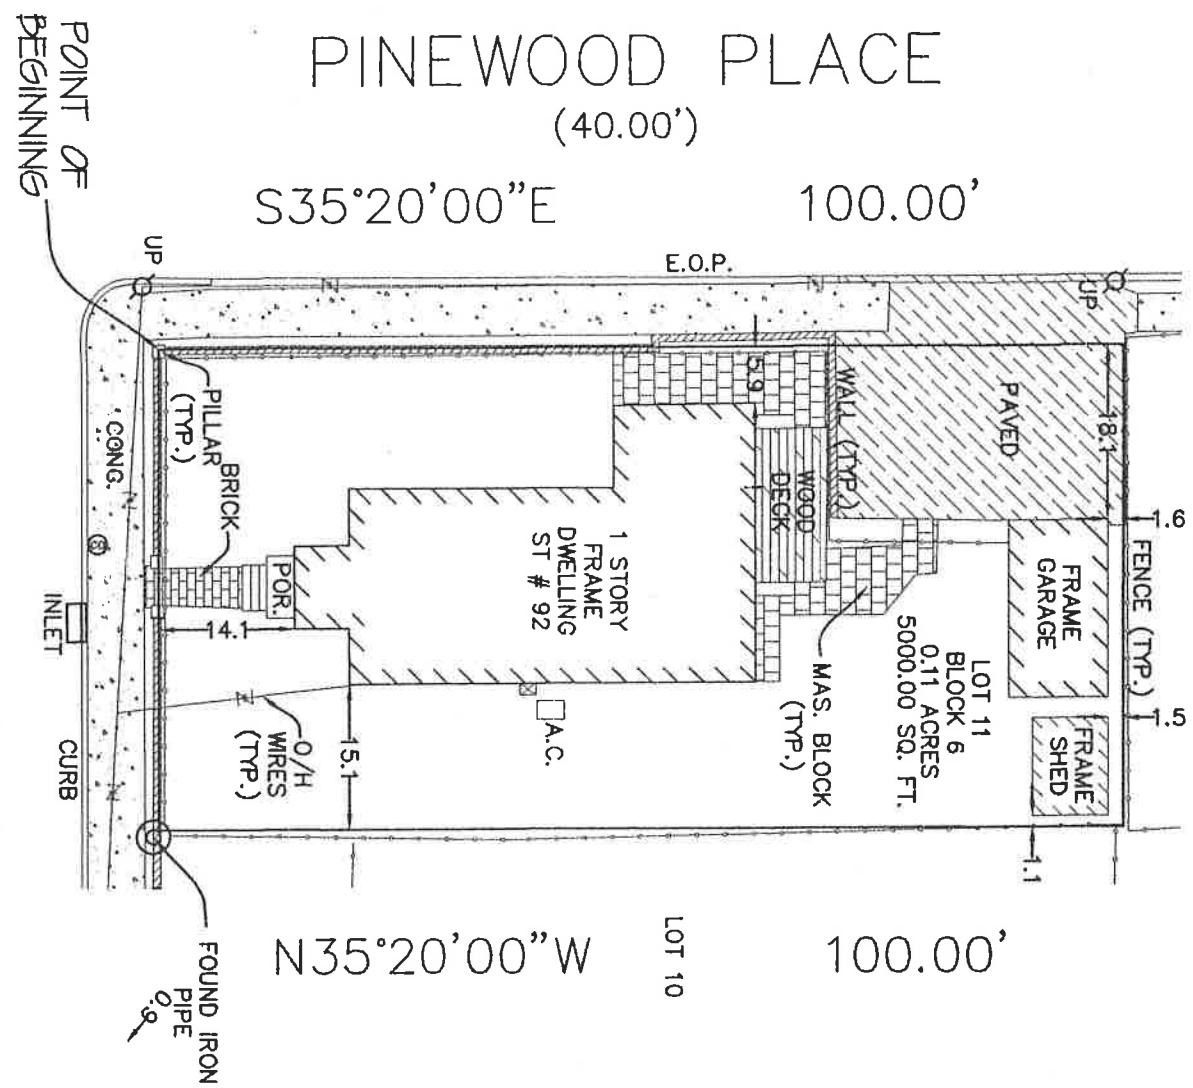 PINEWOOD PLACE
(40.00')
S35°20'00"E 100.00'
POINT OF
BEGINNING
UP
E.O.P.
UP
PILLAR
(TYP.)
BRICK
CONC.
S
INLET
CURB
5.9
WALL (TYP.)
PAVED
18.1
WOOD
DECK
1.6
FENCE (TYP.)
1.5
FRAME
GARAGE
FRAME
SHED
1.1
1 STORY
FRAME
DWELLING
ST # 92
POR.
14.1
15.1
O/H
WIRES
(TYP.)
A.C.
MAS. BLOCK
(TYP.)
LOT 11
BLOCK 6
0.11 ACRES
5000.00 SQ. FT.
N35°20'00"W 100.00'
LOT 10
FOUND IRON
PIPE
0.9